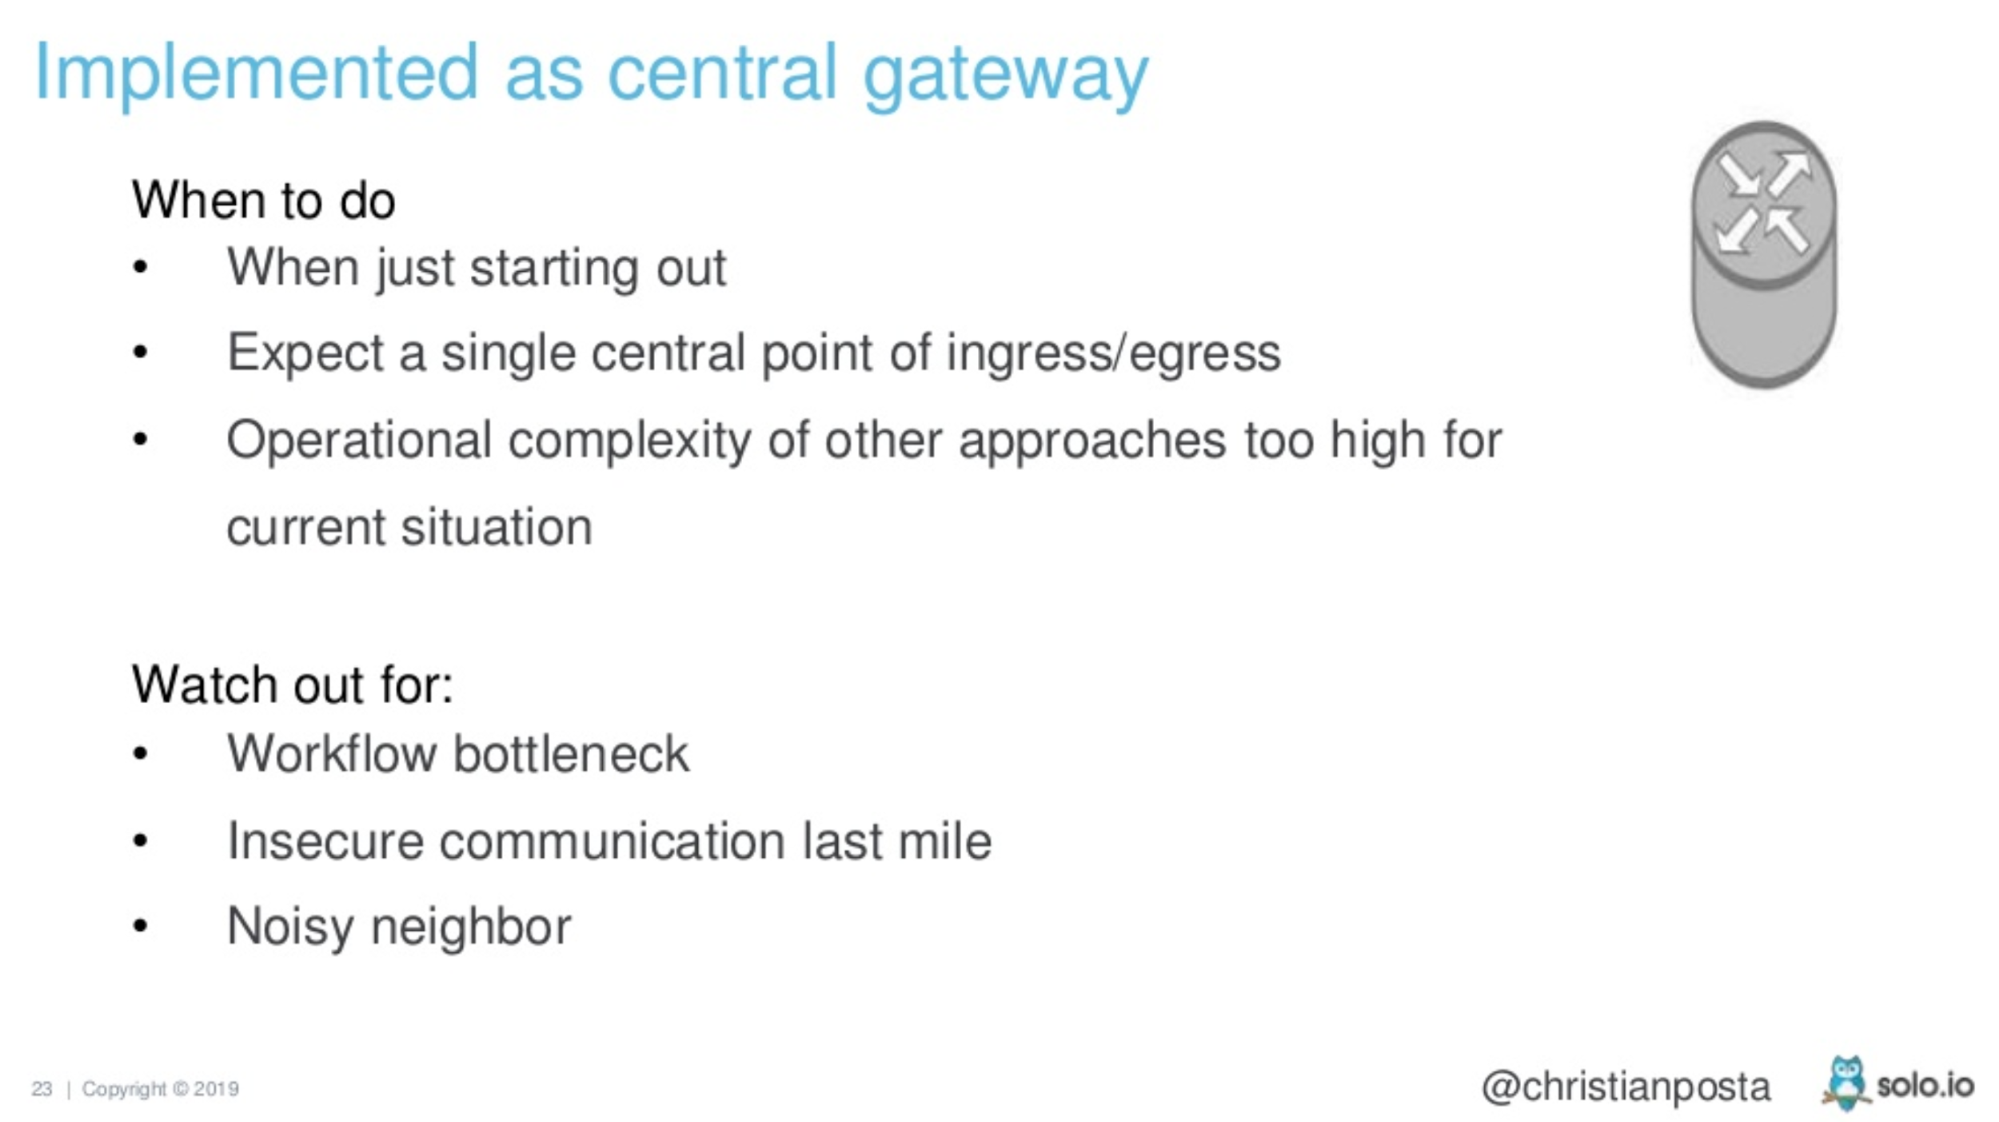 Implemented as central gateway
When to do
• When just starting out
• Expect a single central point of ingress/egress
• Operational complexity of other approaches too high for
current situation
Watch out for:
• Workflow bottleneck
• Insecure communication last mile
• Noisy neighbor
23 | Copyright © 2019
@christianposta
solo.io